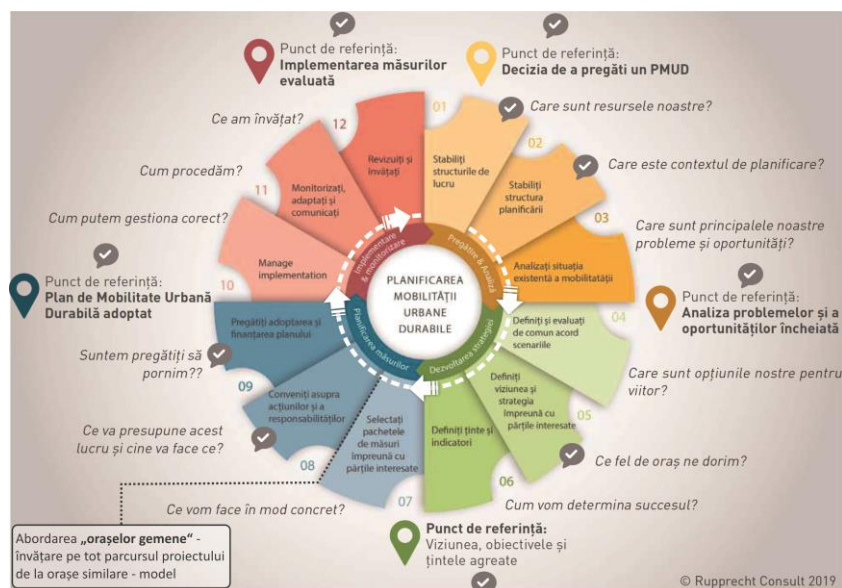 Punct de referință:
Implementarea măsurilor
evaluată
Punct de referință:
Decizia de a pregăti un PMUD
Ce am învățat?
12
Revizuiți și
învățați
01
Stabiliți
structurile de
lucru
Care sunt resursele noastre?
02
Stabiliți
structura
planificării
Care este contextul de planificare?
03
Analizați situația
existentă a mobilitatății
Care sunt principalele noastre
probleme și oportunități?
Punct de referință:
Analiza problemelor și a
oportunităților încheiată
04
Definiți și evaluați
de comun acord
scenariile
Care sunt opțiunile nostre pentru
viitor?
05
Definiți
viziunea și
strategia
împreună cu
părțile interesate
Ce fel de oraș ne dorim?
06
Definiți ținte și
indicatori
Cum vom determina succesul?
Punct de referință:
Viziunea, obiectivele și
țintele agreate
07
Selectați
pachetele
de măsuri
împreună cu
părțile interesate
Ce vom face în mod concret?
08
Conveniți asupra
acțiunilor și a
responsabilităților
Ce va presupune acest
lucru și cine va face ce?
09
Pregătiți adoptarea și
finanțarea planului
Suntem pregătiți să
pornim??
Punct de referință:
Plan de Mobilitate Urbană
Durabilă adoptat
10
Manage
implementation
Cum putem gestiona corect?
11
Monitorizați,
adaptați și
comunicați
Cum procedăm?
Implementare
& monitorizare
Pregătire & Analiză
Dezvoltarea strategiei
Planificarea măsurilor
PLANIFICAREA
MOBILITĂȚII
URBANE
DURABILE
Abordarea „orașelor gemene“ -
învățare pe tot parcursul proiectului
de la orașe similare - model
© Rupprecht Consult 2019